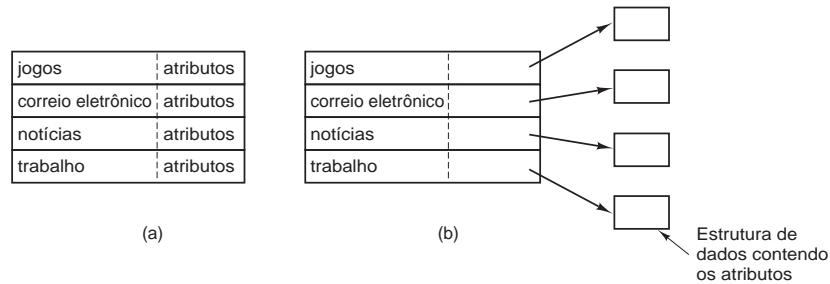 jogos atributos
correio eletrônico atributos
notícias atributos
trabalho atributos
(a)
jogos
correio eletrônico
notícias
trabalho
(b)
Estrutura de
dados contendo
os atributos